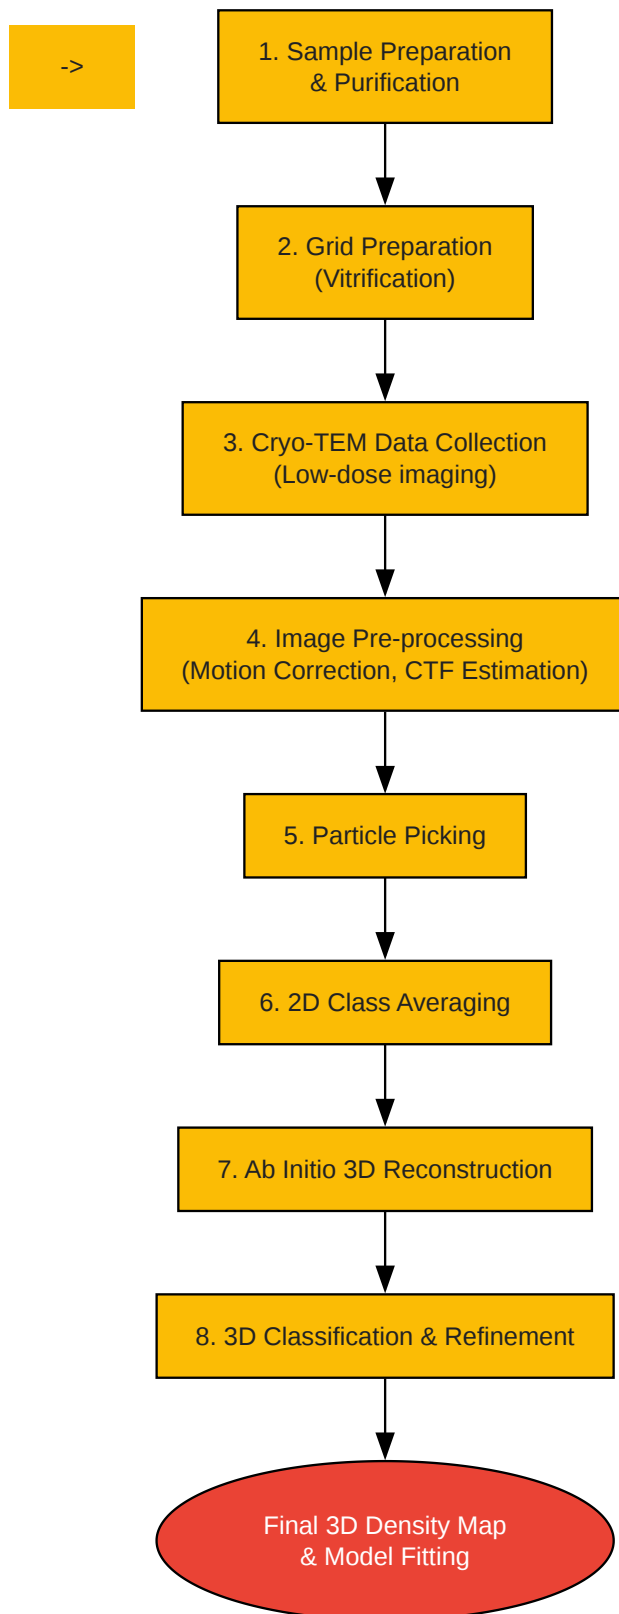 ->
1. Sample Preparation
& Purification
2. Grid Preparation
(Vitrification)
3. Cryo-TEM Data Collection
(Low-dose imaging)
4. Image Pre-processing
(Motion Correction, CTF Estimation)
5. Particle Picking
6. 2D Class Averaging
7. Ab Initio 3D Reconstruction
8. 3D Classification & Refinement
Final 3D Density Map
& Model Fitting